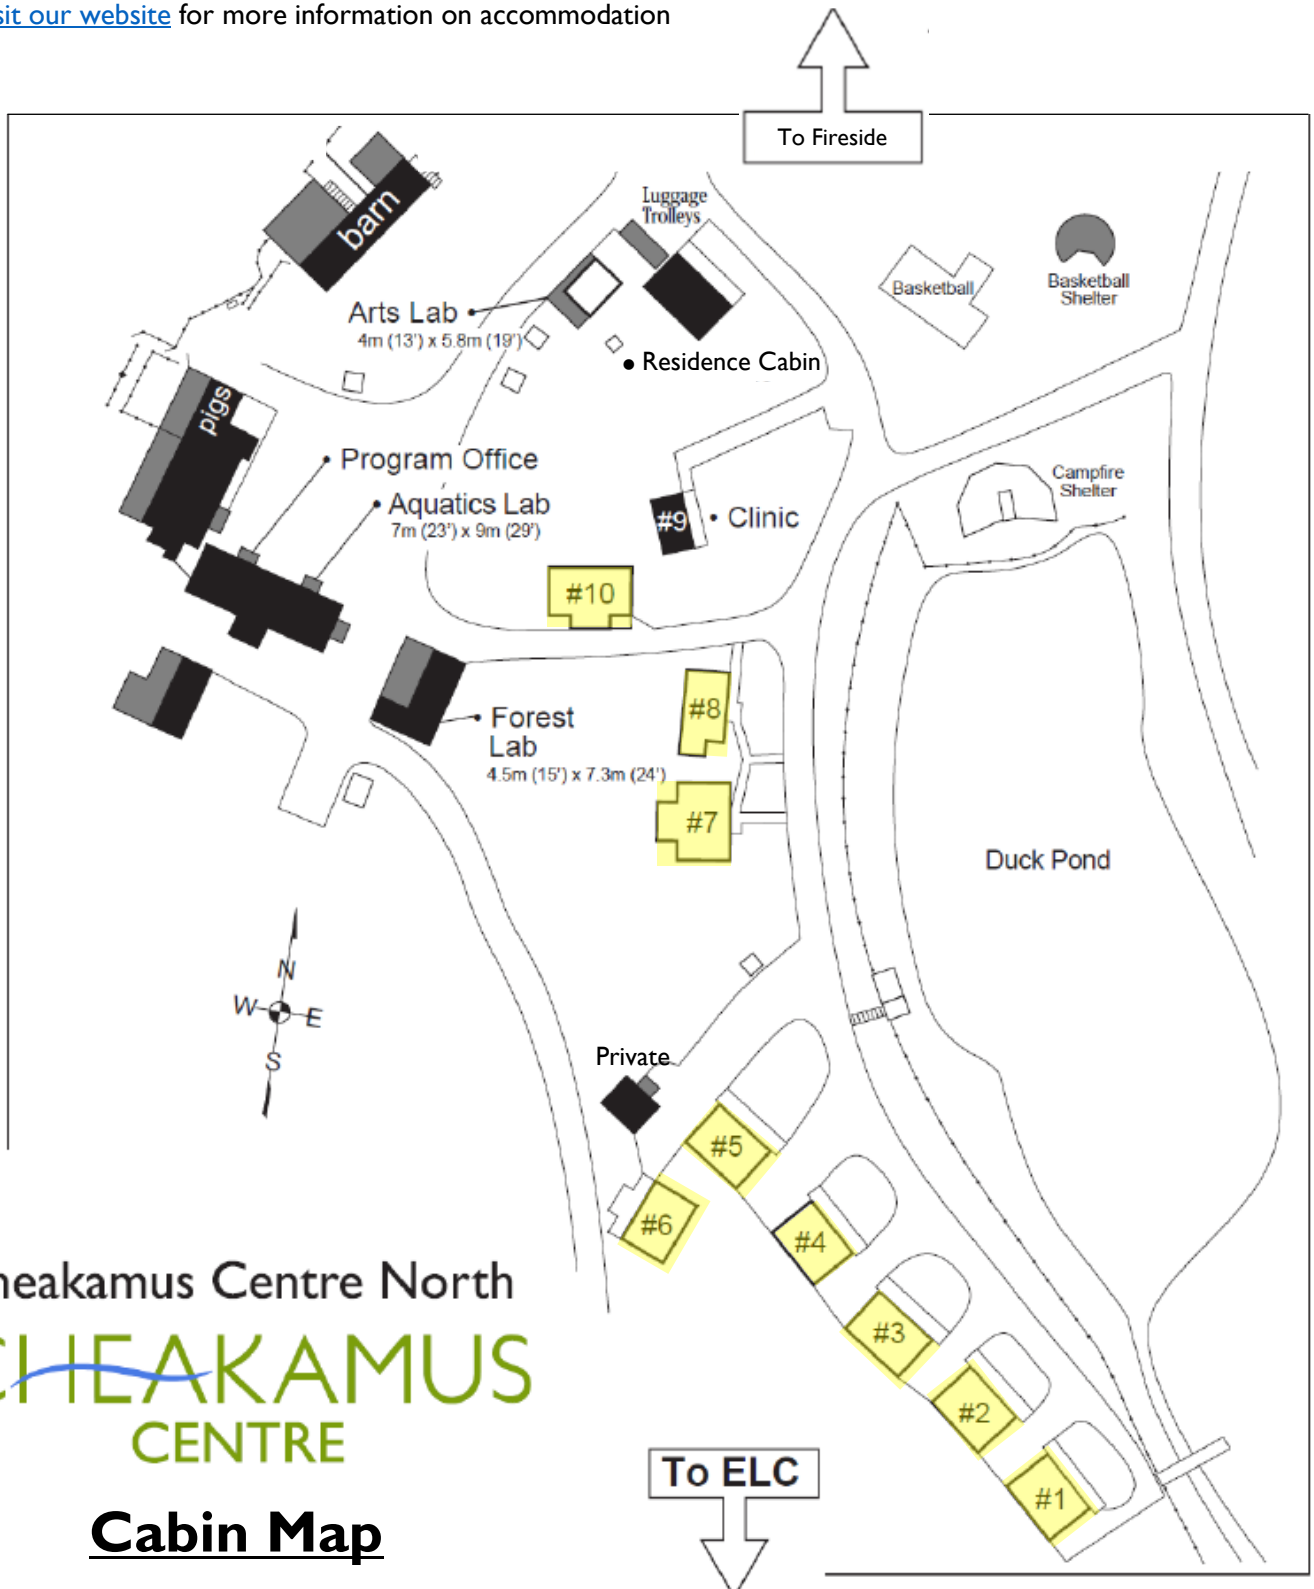 sit our website for more information on accommodation
To Fireside
barn
Luggage
Trolleys
Basketball
Basketball
Shelter
Arts Lab
4m (13') x 5.8m (19')
Residence Cabin
pigs
Program Office
Aquatics Lab
7m (23') x 9m (29')
Campfire
Shelter
#9
Clinic
#10
#8
Forest
Lab
4.5m (15') x 7.3m (24')
#7
Duck Pond
N
W
E
S
Private
#5
#6
#4
#3
#2
#1
heakamus Centre North
CHEAKAMUS
CENTRE
To ELC
Cabin Map